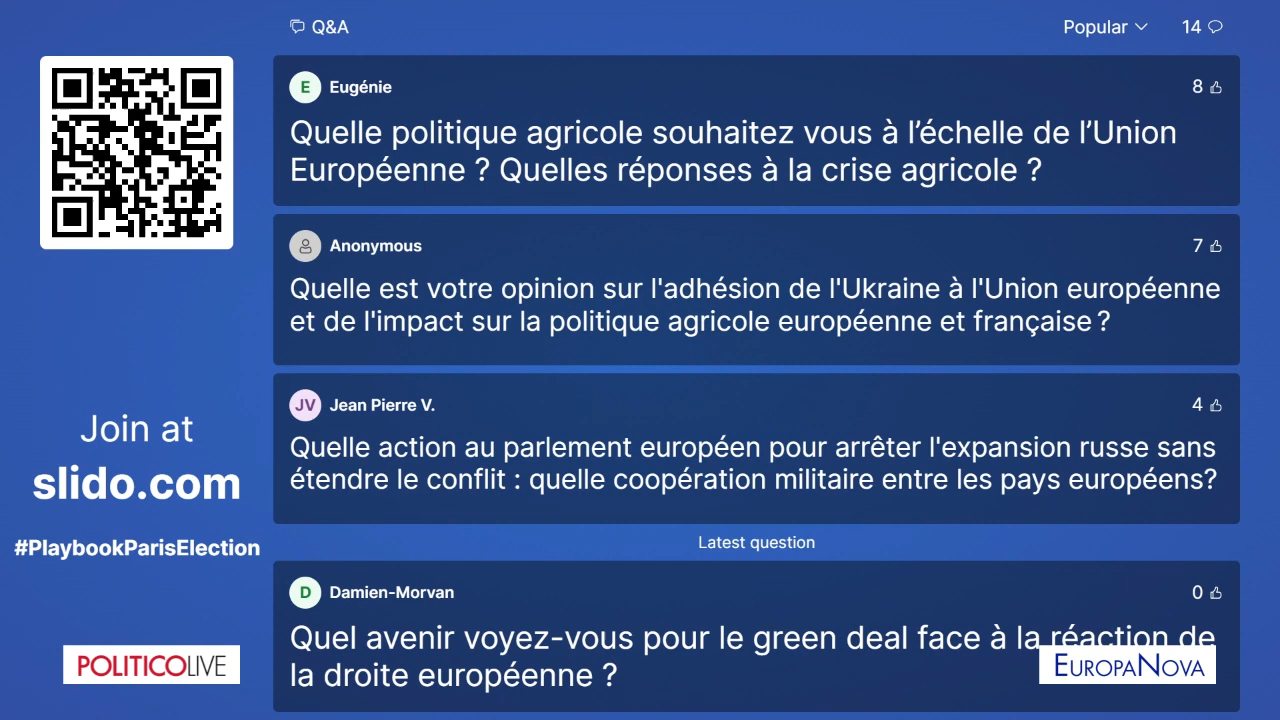 Q&A
Popular
14
E
Eugénie
8
Quelle politique agricole souhaitez vous à l’échelle de l’Union
Européenne ? Quelles réponses à la crise agricole ?
Anonymous
7
Quelle est votre opinion sur l'adhésion de l'Ukraine à l'Union européenne
et de l'impact sur la politique agricole européenne et française ?
JV
Jean Pierre V.
4
Quelle action au parlement européen pour arrêter l'expansion russe sans
étendre le conflit : quelle coopération militaire entre les pays européens?
Latest question
D
Damien-Morvan
0
Quel avenir voyez-vous pour le green deal face à la réaction de
la droite européenne ?
Join at
slido.com
#PlaybookParisElection
POLITICOLIVE
EUROPANOVA